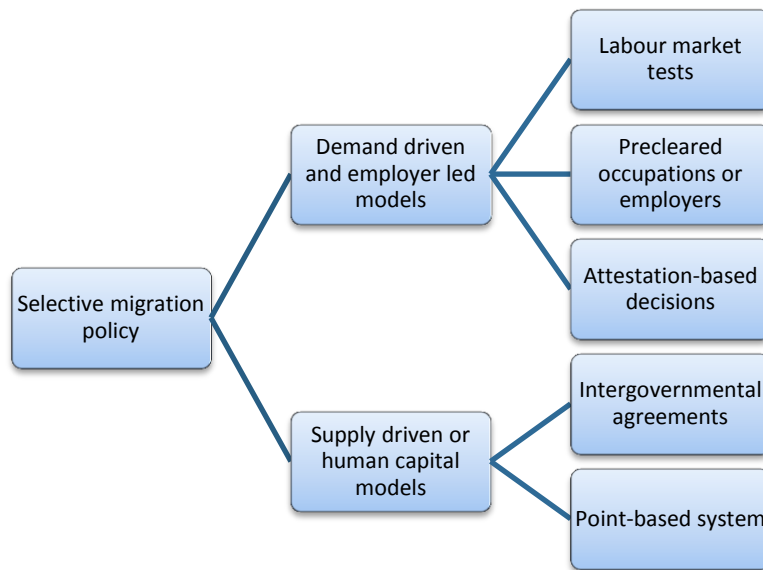 Selective migration
policy
Demand driven
and employer led
models
Labour market
tests
Precleared
occupations or
employers
Attestation-based
decisions
Supply driven or
human capital
models
Intergovernmental
agreements
Point-based system